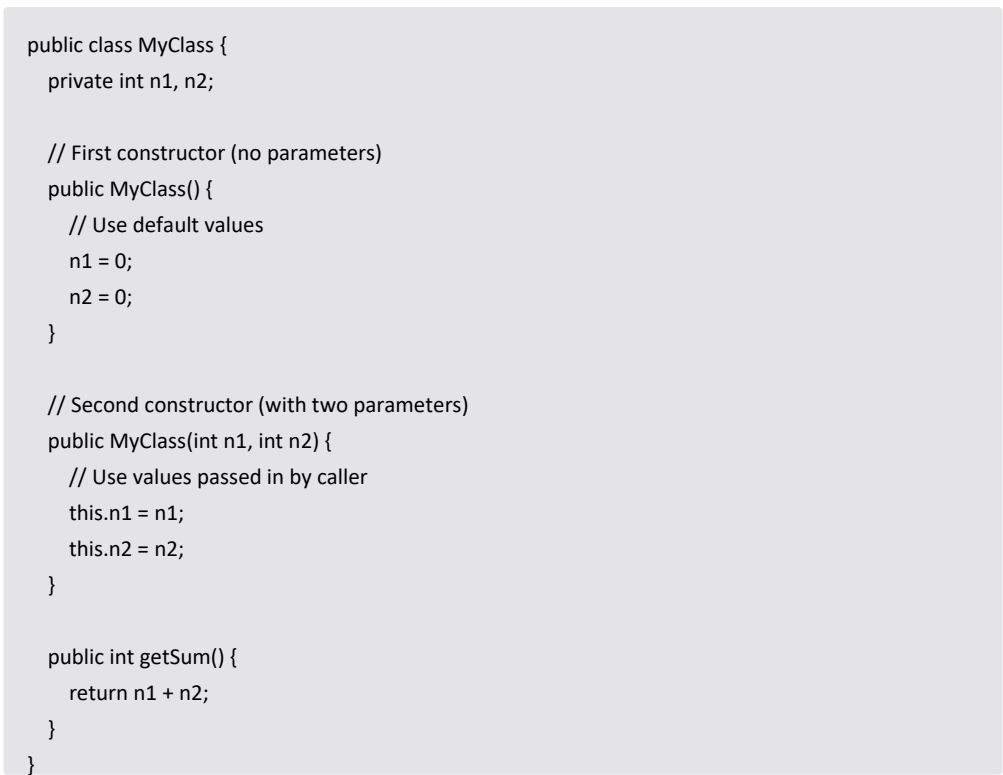 public class MyClass {
private int n1, n2;
// First constructor (no parameters)
public MyClass() {
// Use default values
n1 = 0;
n2 = 0;
}
// Second constructor (with two parameters)
public MyClass(int n1, int n2) {
// Use values passed in by caller
this.n1 = n1;
this.n2 = n2;
}
public int getSum() {
return n1 + n2;
}
}